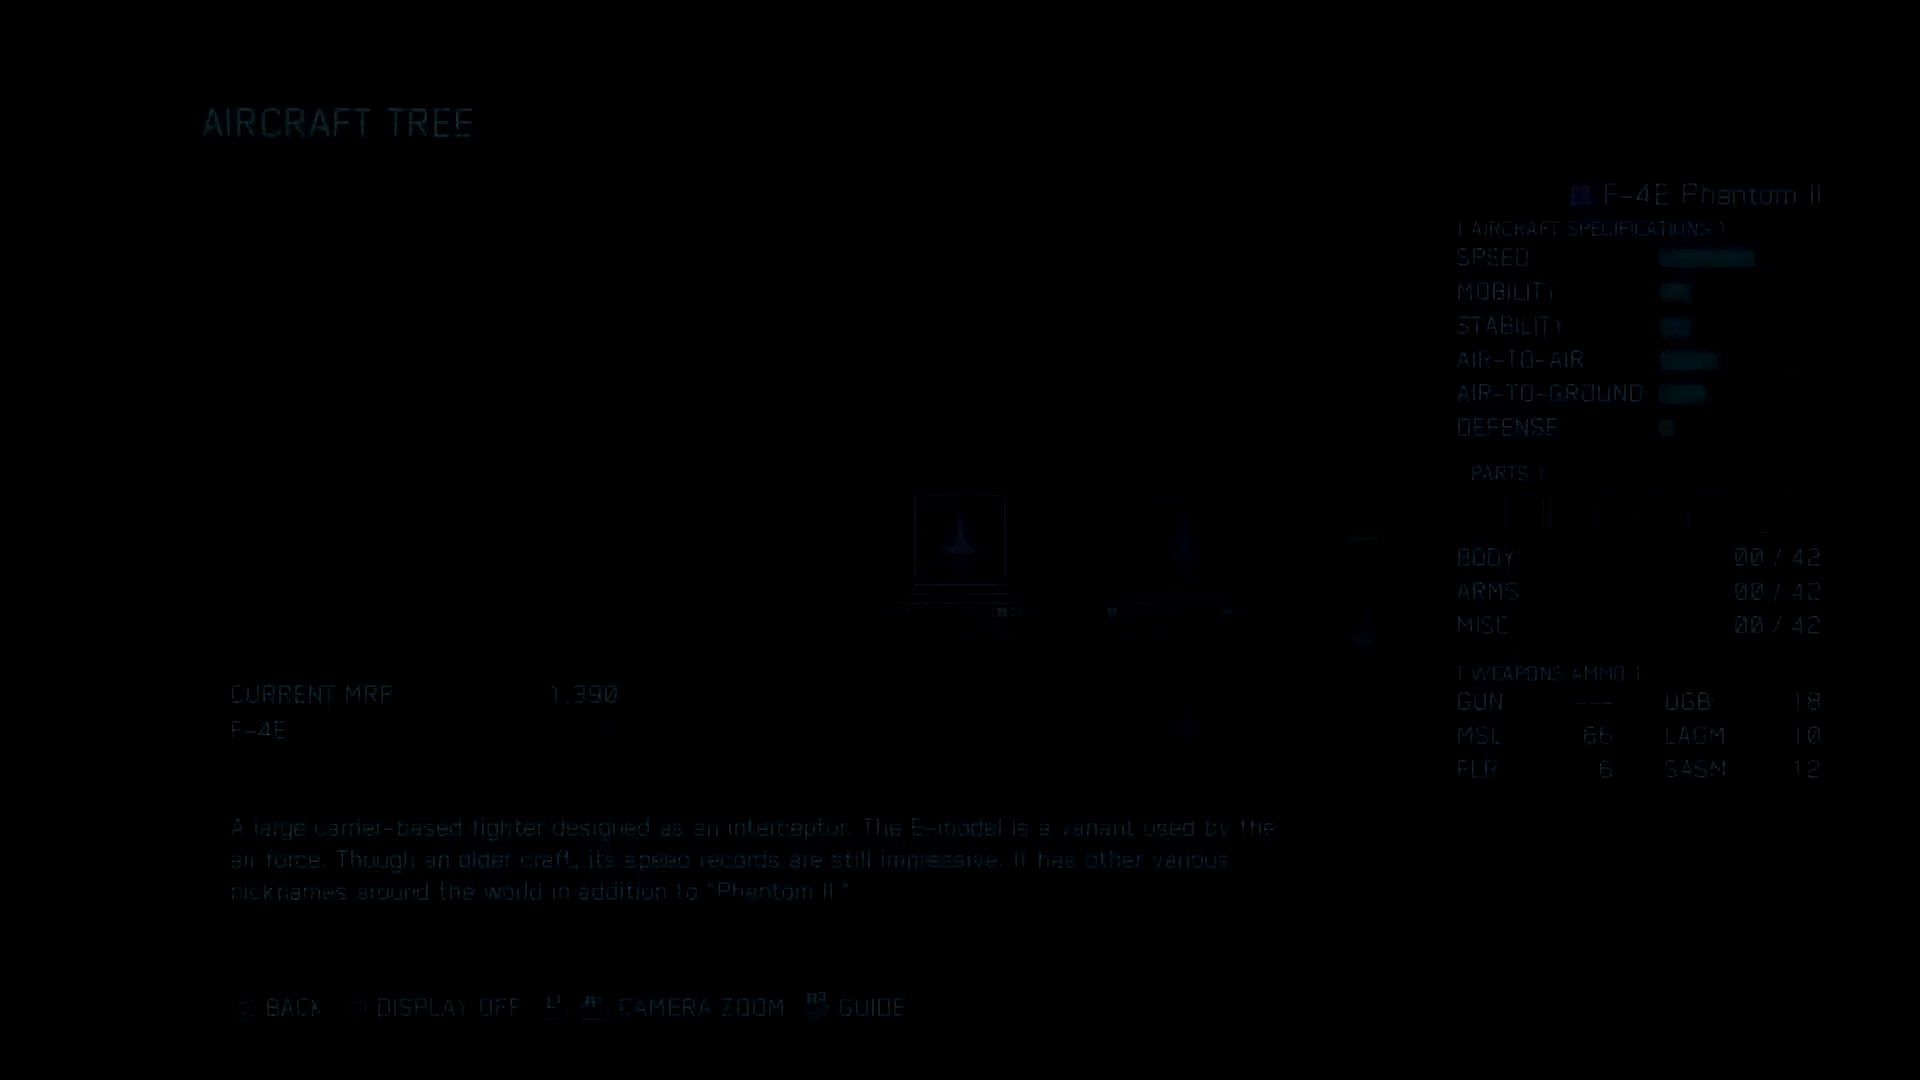 AIRCRAFT TREE
F-4E Phantom II
[ AIRCRAFT SPECIFICATIONS ]
SPEED
MOBILITY
STABILITY
AIR-TO-AIR
AIR-TO-GROUND
DEFENSE
PARTS ]
BODY 00 / 42
ARMS 00 / 42
MISC 00 / 42
[ WEAPONS AMMO ]
GUN --- UGB 18
MSL 66 LAGM 10
FLR 6 SASM 12
CURRENT MRP 1,390
F-4E
A large carrier-based fighter designed as an interceptor. The E-model is a variant used by the
air force. Though an older craft, its speed records are still impressive. It has other various
nicknames around the world in addition to "Phantom II."
BACK DISPLAY OFF L1 R1 CAMERA ZOOM R3 GUIDE